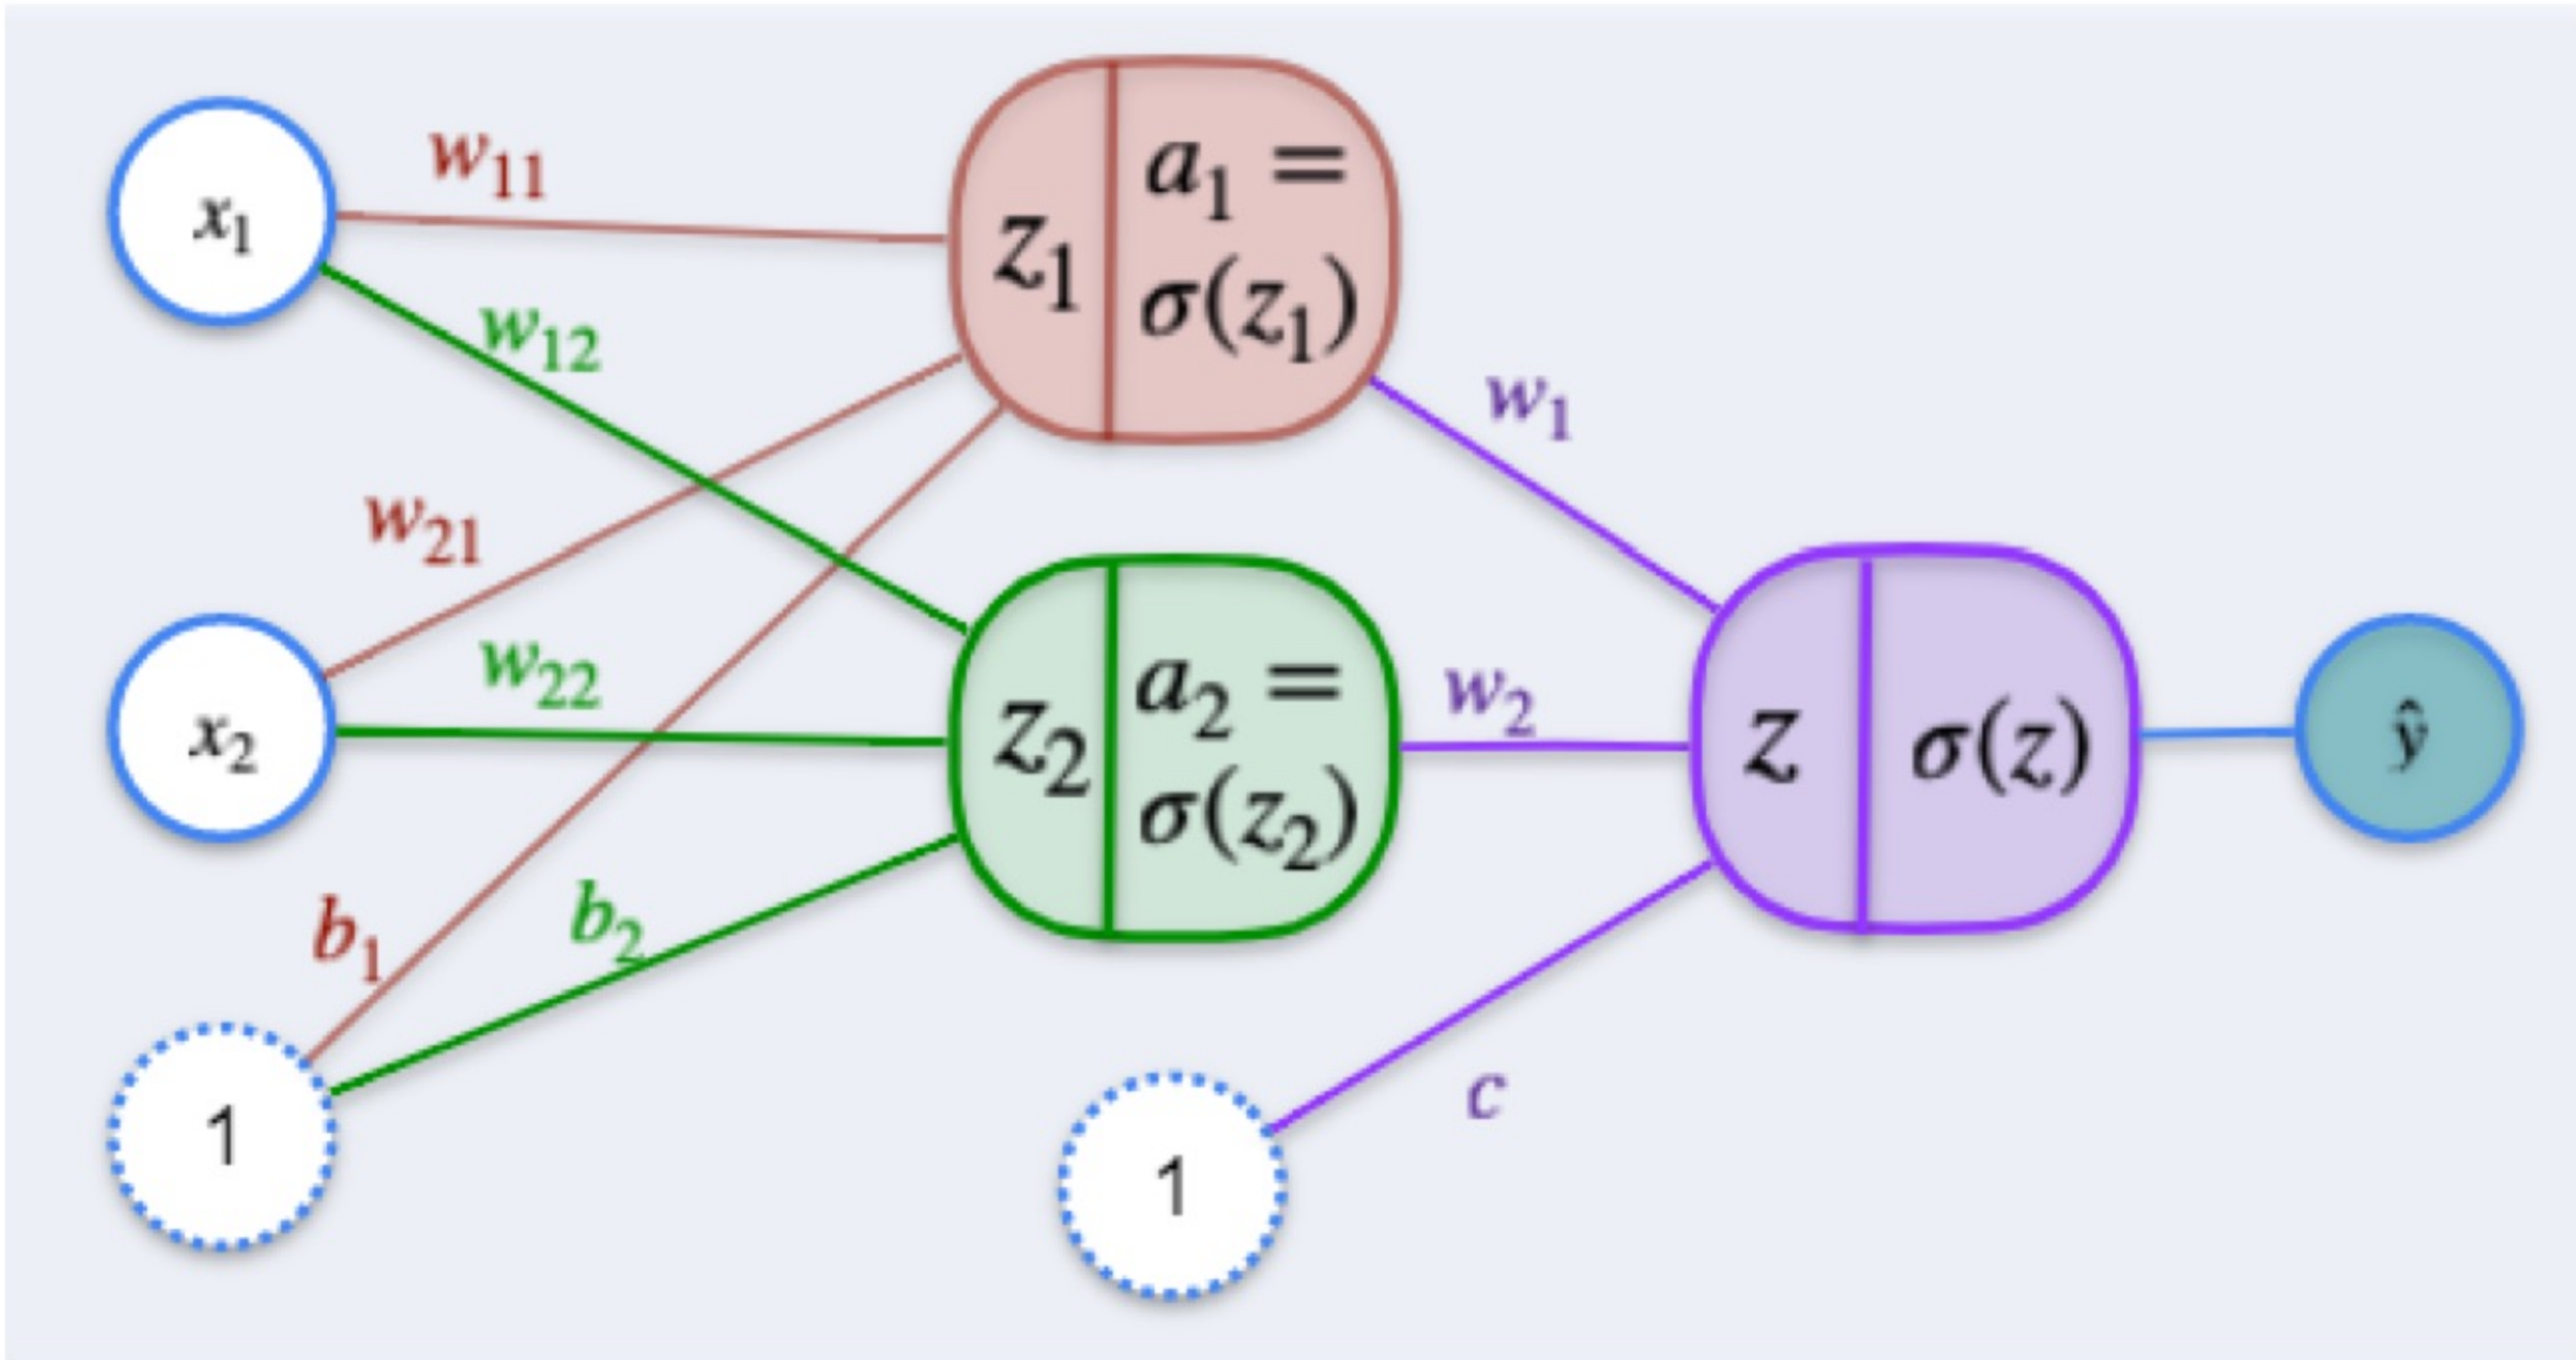 x₁
w₁₁
w₁₂
z₁
a₁ =
σ(z₁)
w₁
w₂₁
x₂
w₂₂
z₂
a₂ =
σ(z₂)
w₂
z
σ(z)
ŷ
b₁
b₂
1
1
c